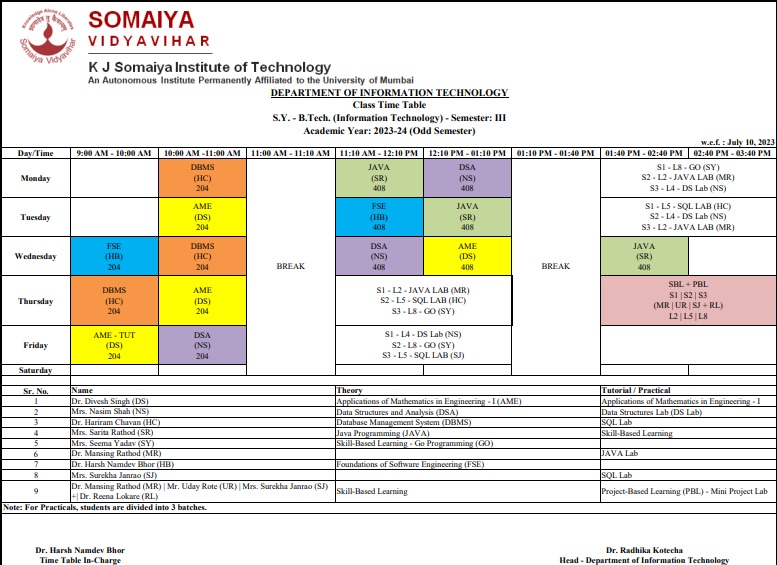 Knowledge Alone Liberates
Somaiya Vidyavihar
SOMAIYA
VIDYAVIHAR
K J Somaiya Institute of Technology
An Autonomous Institute Permanently Affiliated to the University of Mumbai
DEPARTMENT OF INFORMATION TECHNOLOGY
Class Time Table
S.Y. - B.Tech. (Information Technology) - Semester: III
Academic Year: 2023-24 (Odd Semester)
w.e.f. : July 10, 2023
Day/Time 9:00 AM - 10:00 AM 10:00 AM -11:00 AM 11:00 AM - 11:10 AM 11:10 AM - 12:10 PM 12:10 PM - 01:10 PM 01:10 PM - 01:40 PM 01:40 PM - 02:40 PM 02:40 PM - 03:40 PM
DBMS JAVA DSA S1 - L8 - GO (SY)
Monday (HC) (SR) (NS) S2 - L2 - JAVA LAB (MR)
204 408 408 S3 - L4 - DS Lab (NS)
AME FSE JAVA S1 - L5 - SQL LAB (HC)
Tuesday (DS) (HB) (SR) S2 - L4 - DS Lab (NS)
204 408 408 S3 - L2 - JAVA LAB (MR)
FSE DBMS DSA AME JAVA
Wednesday (HB) (HC) BREAK (NS) (DS) BREAK (SR)
204 204 408 408 408
DBMS AME S1 - L2 - JAVA LAB (MR) SBL + PBL
Thursday (HC) (DS) S2 - L5 - SQL LAB (HC) S1 | S2 | S3
204 204 S3 - L8 - GO (SY) (MR | UR | SJ + RL)
L2 | L5 | L8
AME - TUT DSA S1 - L4 - DS Lab (NS)
Friday (DS) (NS) S2 - L8 - GO (SY)
204 204 S3 - L5 - SQL LAB (SJ)
Saturday
Sr. No. Name Theory Tutorial / Practical
1 Dr. Divesh Singh (DS) Applications of Mathematics in Engineering - I (AME) Applications of Mathematics in Engineering - I
2 Mrs. Nasim Shah (NS) Data Structures and Analysis (DSA) Data Structures Lab (DS Lab)
3 Dr. Hariram Chavan (HC) Database Management System (DBMS) SQL Lab
4 Mrs. Sarita Rathod (SR) Java Programming (JAVA) Skill-Based Learning
5 Mrs. Seema Yadav (SY) Skill-Based Learning - Go Programming (GO)
6 Dr. Mansing Rathod (MR) JAVA Lab
7 Dr. Harsh Namdev Bhor (HB) Foundations of Software Engineering (FSE)
8 Mrs. Surekha Janrao (SJ) SQL Lab
9 Dr. Mansing Rathod (MR) | Mr. Uday Rote (UR) | Mrs. Surekha Janrao (SJ) Skill-Based Learning Project-Based Learning (PBL) - Mini Project Lab
+| Dr. Reena Lokare (RL)
Note: For Practicals, students are divided into 3 batches.
Dr. Harsh Namdev Bhor Dr. Radhika Kotecha
Time Table In-Charge Head - Department of Information Technology